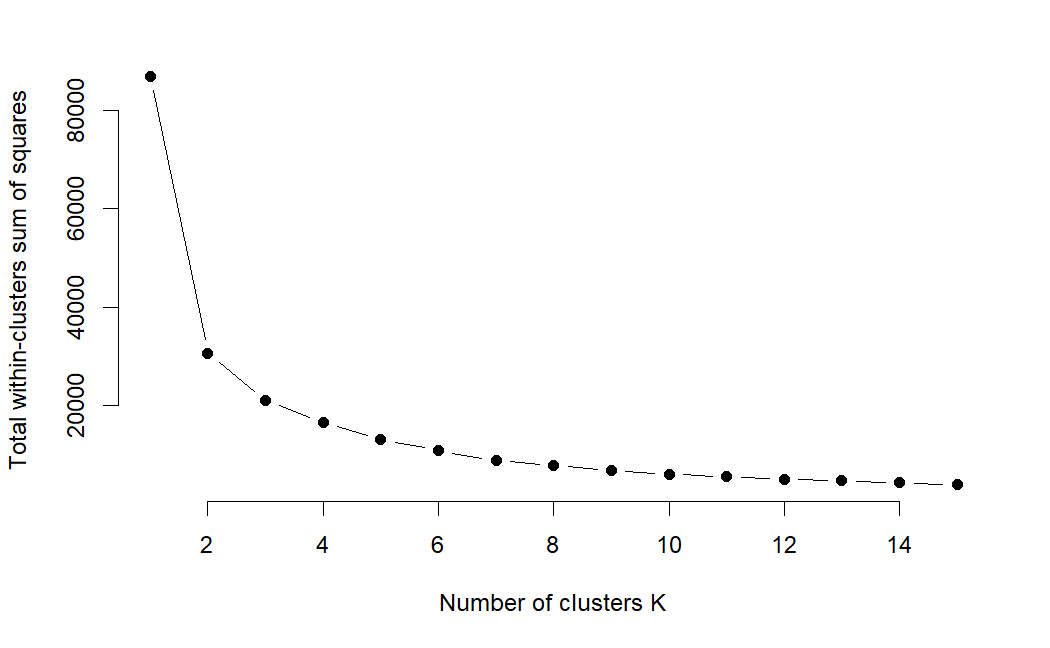 Total within-clusters sum of squares
80000
60000
40000
20000
2 4 6 8 10 12 14
Number of clusters K